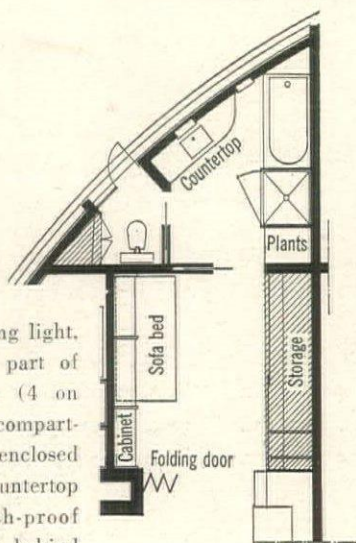 Countertop
Plants
Sofa bed
Storage
Cabinet
Folding door
ng light,
part of
(4 on
compart-
enclosed
untertop
h-proof